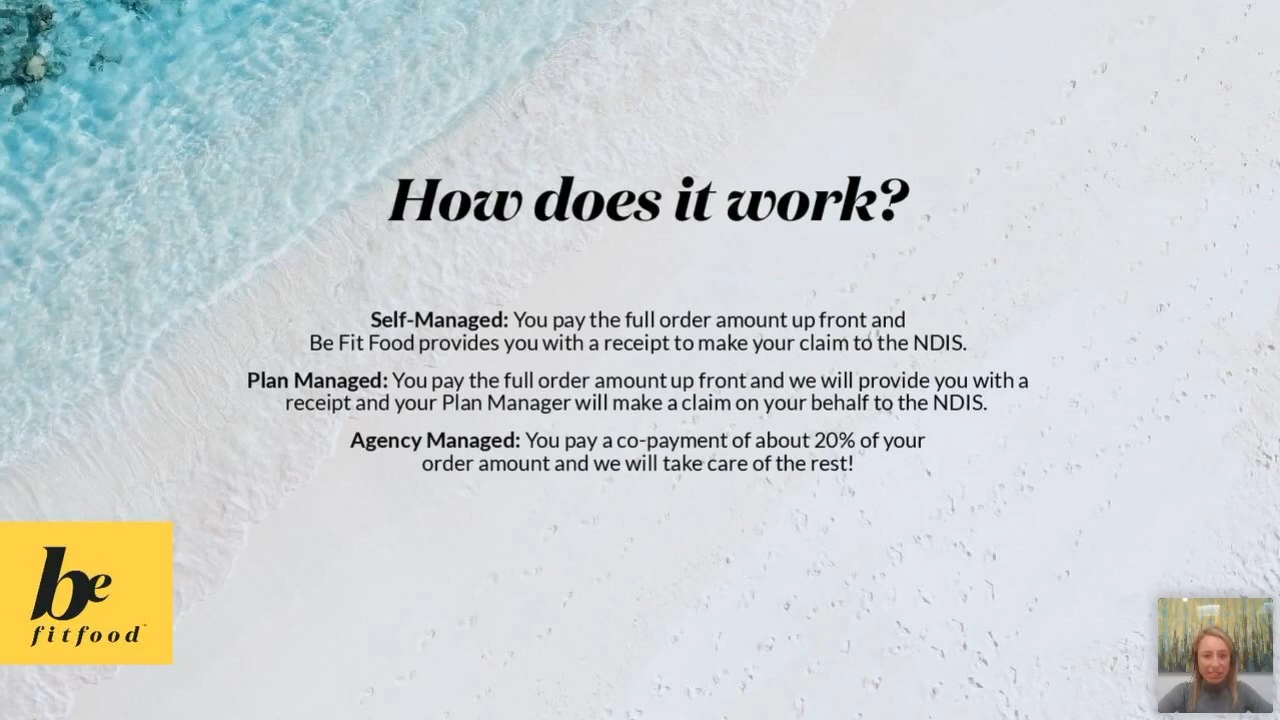 How does it work?
Self-Managed: You pay the full order amount up front and
Be Fit Food provides you with a receipt to make your claim to the NDIS.
Plan Managed: You pay the full order amount up front and we will provide you with a
receipt and your Plan Manager will make a claim on your behalf to the NDIS.
Agency Managed: You pay a co-payment of about 20% of your
order amount and we will take care of the rest!
be
fitfood™